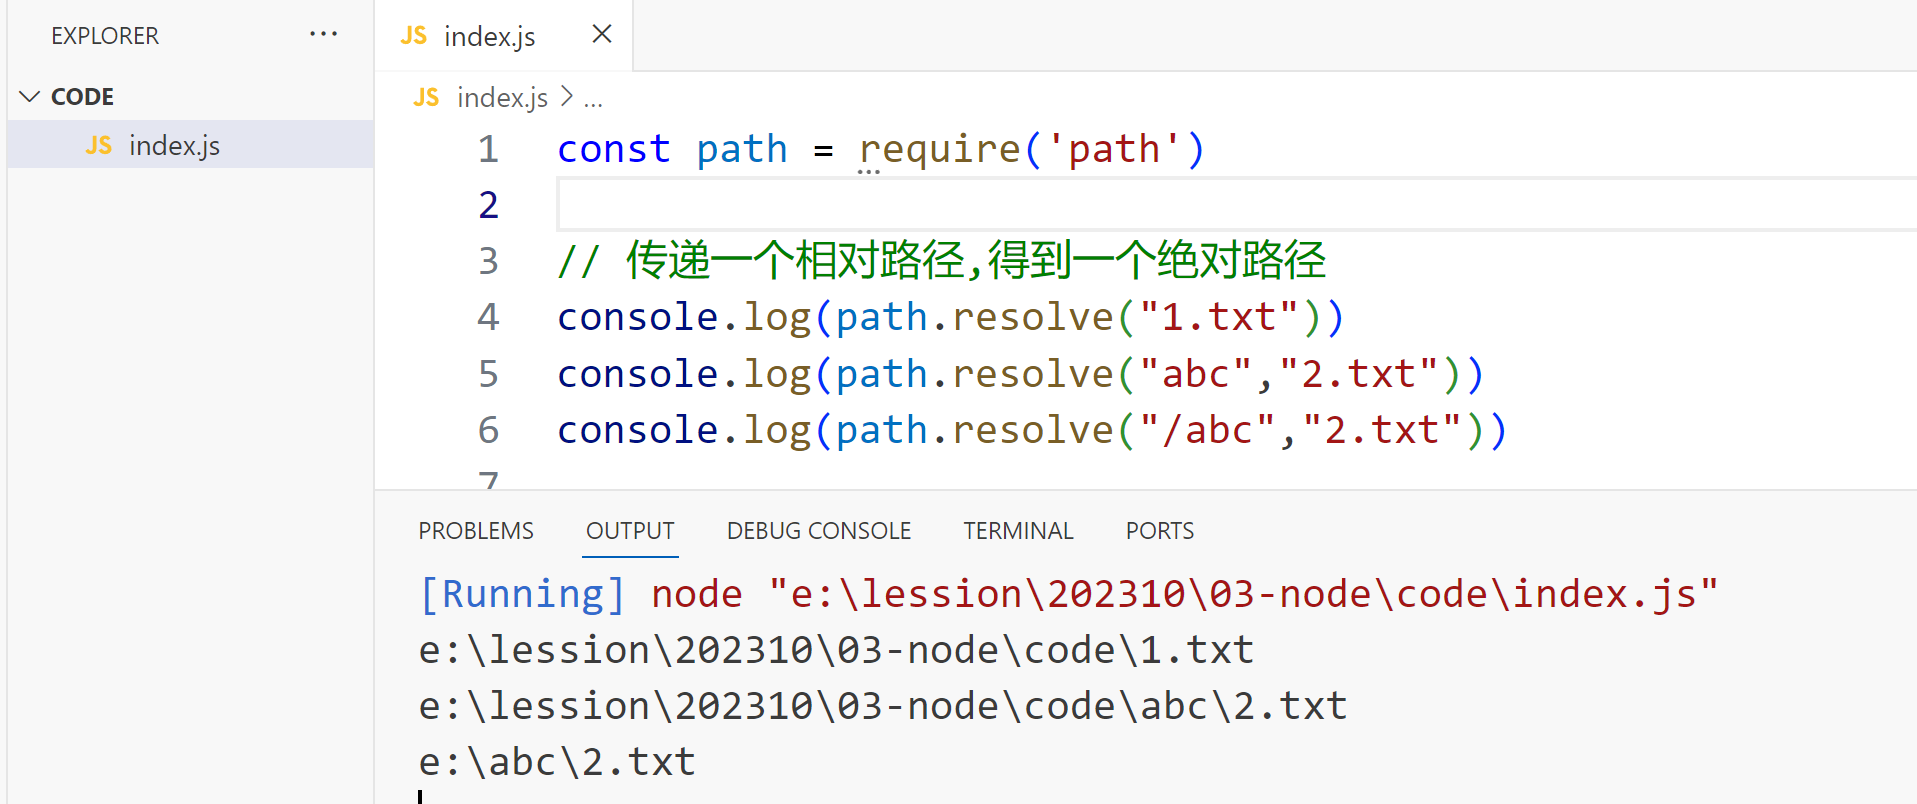 EXPLORER ...
CODE
JS index.js
JS index.js
JS index.js > ...
1 const path = require('path')
2
3 // 传递一个相对路径,得到一个绝对路径
4 console.log(path.resolve("1.txt"))
5 console.log(path.resolve("abc","2.txt"))
6 console.log(path.resolve("/abc","2.txt"))
7
PROBLEMS OUTPUT DEBUG CONSOLE TERMINAL PORTS
[Running] node "e:\lession\202310\03-node\code\index.js"
e:\lession\202310\03-node\code\1.txt
e:\lession\202310\03-node\code\abc\2.txt
e:\abc\2.txt